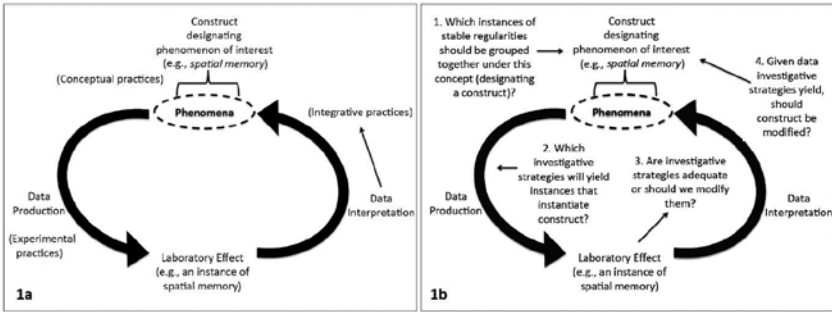 Construct
designating
phenomenon of interest
(e.g., spatial memory)
(Conceptual practices)
Phenomena
(Integrative practices)
Data
Production
Data
Interpretation
(Experimental
practices)
Laboratory Effect
(e.g., an instance of
spatial memory)
1a
1. Which instances of
stable regularities
should be grouped
together under this
concept (designating
a construct)?
Construct
designating
phenomenon of interest
(e.g., spatial memory)
4. Given data
investigative
strategies yield,
should
construct be
modified?
Phenomena
2. Which
investigative
strategies will yield
instances that
instantiate
construct?
3. Are investigative
strategies adequate
or should we modify
them?
Data
Production
Data
Interpretation
Laboratory Effect
(e.g., an instance of
spatial memory)
1b